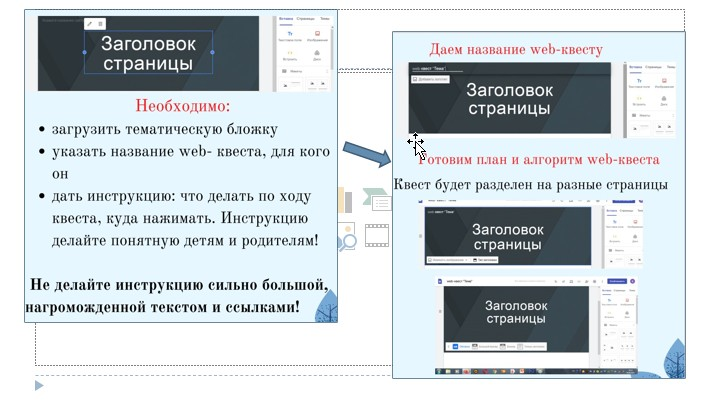 Заголовок
страницы
Необходимо:
загрузить тематическую бложку
указать название web- квеста, для кого
он
дать инструкцию: что делать по ходу
квеста, куда нажимать. Инструкцию
делайте понятную детям и родителям!
Не делайте инструкцию сильно большой,
нагроможденной текстом и ссылками!
Даем название web-квесту
Заголовок
страницы
Готовим план и алгоритм web-квеста
Квест будет разделен на разные страницы
Заголовок
страницы
Заголовок
страницы